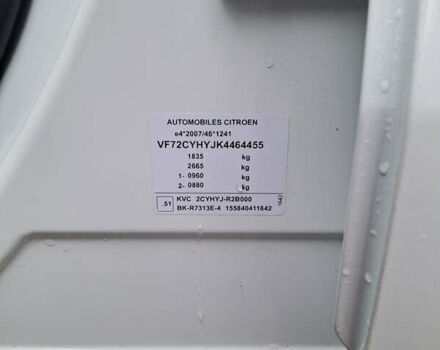 AUTOMOBILES CITROEN
e4*2007/46*1241
VF72CYHYJK4464455
1835 kg
2665 kg
1- 0960 kg
2- 0880 kg
.51 KVC 2CYHYJ-R2B000
BK-R7313E-4 155840411642
1642